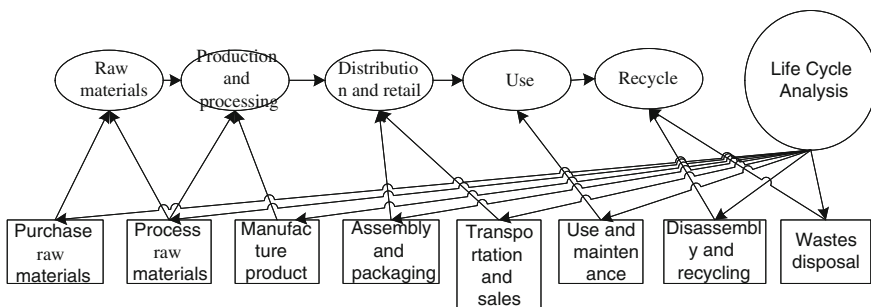 Raw
materials
Production
and
processing
Distributio
n and retail
Use
Recycle
Life Cycle
Analysis
Purchase
raw
materials
Process
raw
materials
Manufac
ture
product
Assembly
and
packaging
Transpo
rtation
and
sales
Use and
mainten
ance
Disassembl
y and
recycling
Wastes
disposal